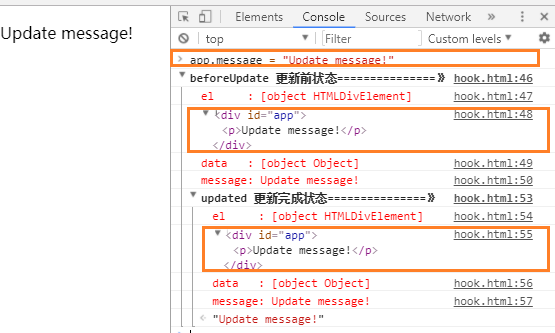 Update message!
Elements Console Sources Network »
top Filter Custom levels
> app.message = "Update message!"
beforeUpdate 更新前状态===============》 hook.html:46
el : [object HTMLDivElement] hook.html:47
<div id="app"> hook.html:48
<p>Update message!</p>
</div>
data : [object Object] hook.html:49
message: Update message! hook.html:50
updated 更新完成状态===============》 hook.html:53
el : [object HTMLDivElement] hook.html:54
<div id="app"> hook.html:55
<p>Update message!</p>
</div>
data : [object Object] hook.html:56
message: Update message! hook.html:57
"Update message!"